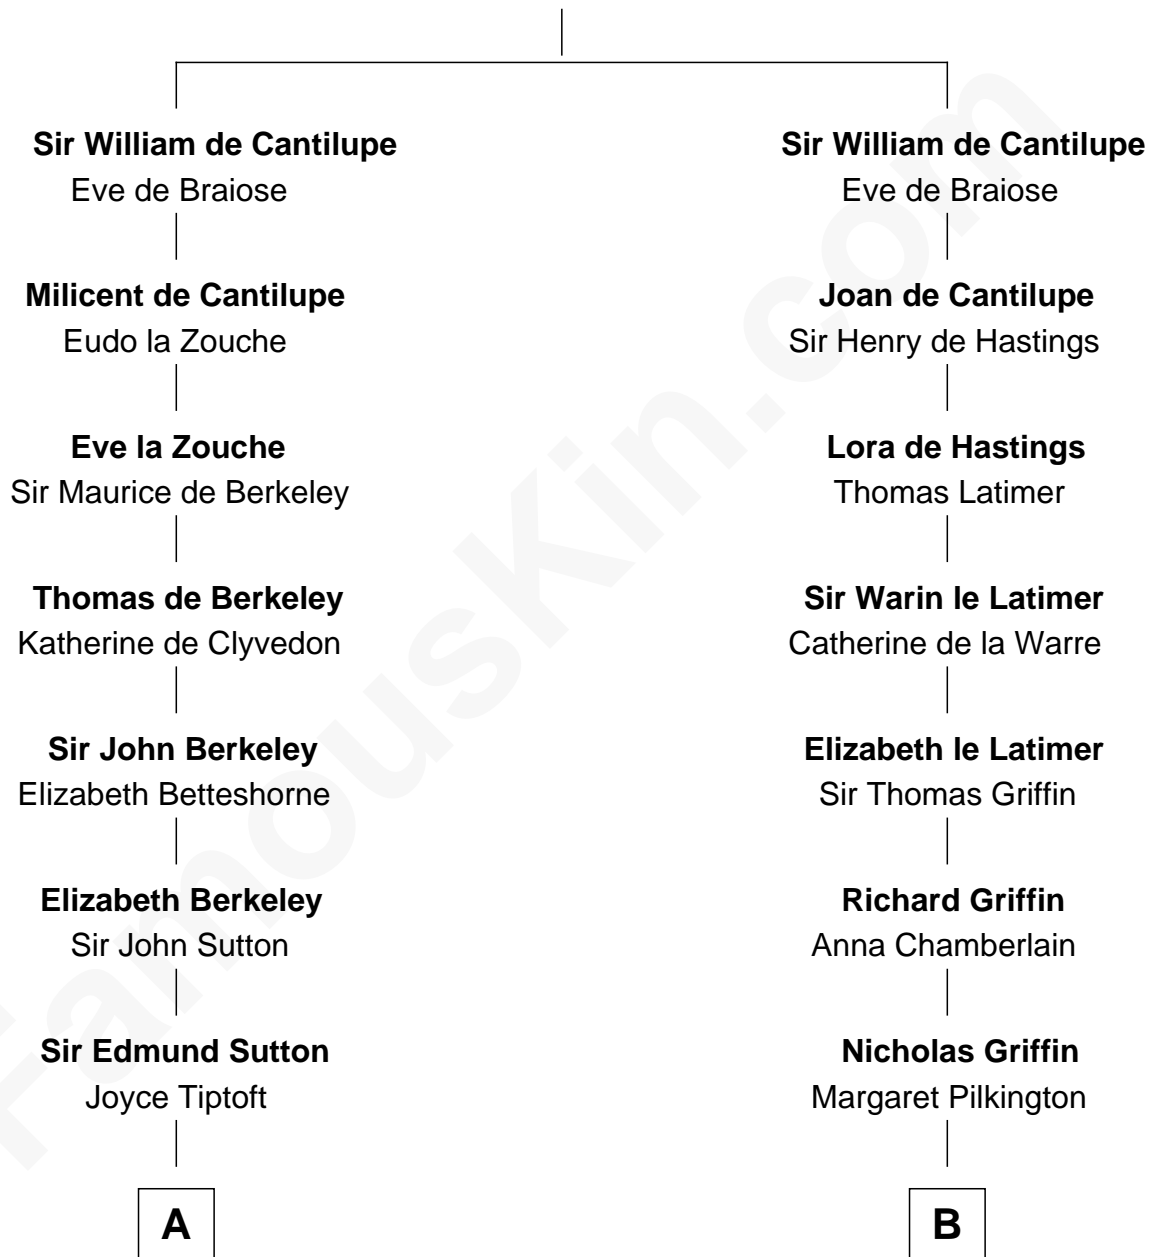 Sir William de Cantilupe
Eve de Braiose
Milicent de Cantilupe
Eudo la Zouche
Eve la Zouche
Sir Maurice de Berkeley
Thomas de Berkeley
Katherine de Clyvedon
Sir John Berkeley
Elizabeth Betteshorne
Elizabeth Berkeley
Sir John Sutton
Sir Edmund Sutton
Joyce Tiptoft
A
Sir William de Cantilupe
Eve de Braiose
Joan de Cantilupe
Sir Henry de Hastings
Lora de Hastings
Thomas Latimer
Sir Warin le Latimer
Catherine de la Warre
Elizabeth le Latimer
Sir Thomas Griffin
Richard Griffin
Anna Chamberlain
Nicholas Griffin
Margaret Pilkington
B
FamousKin.com